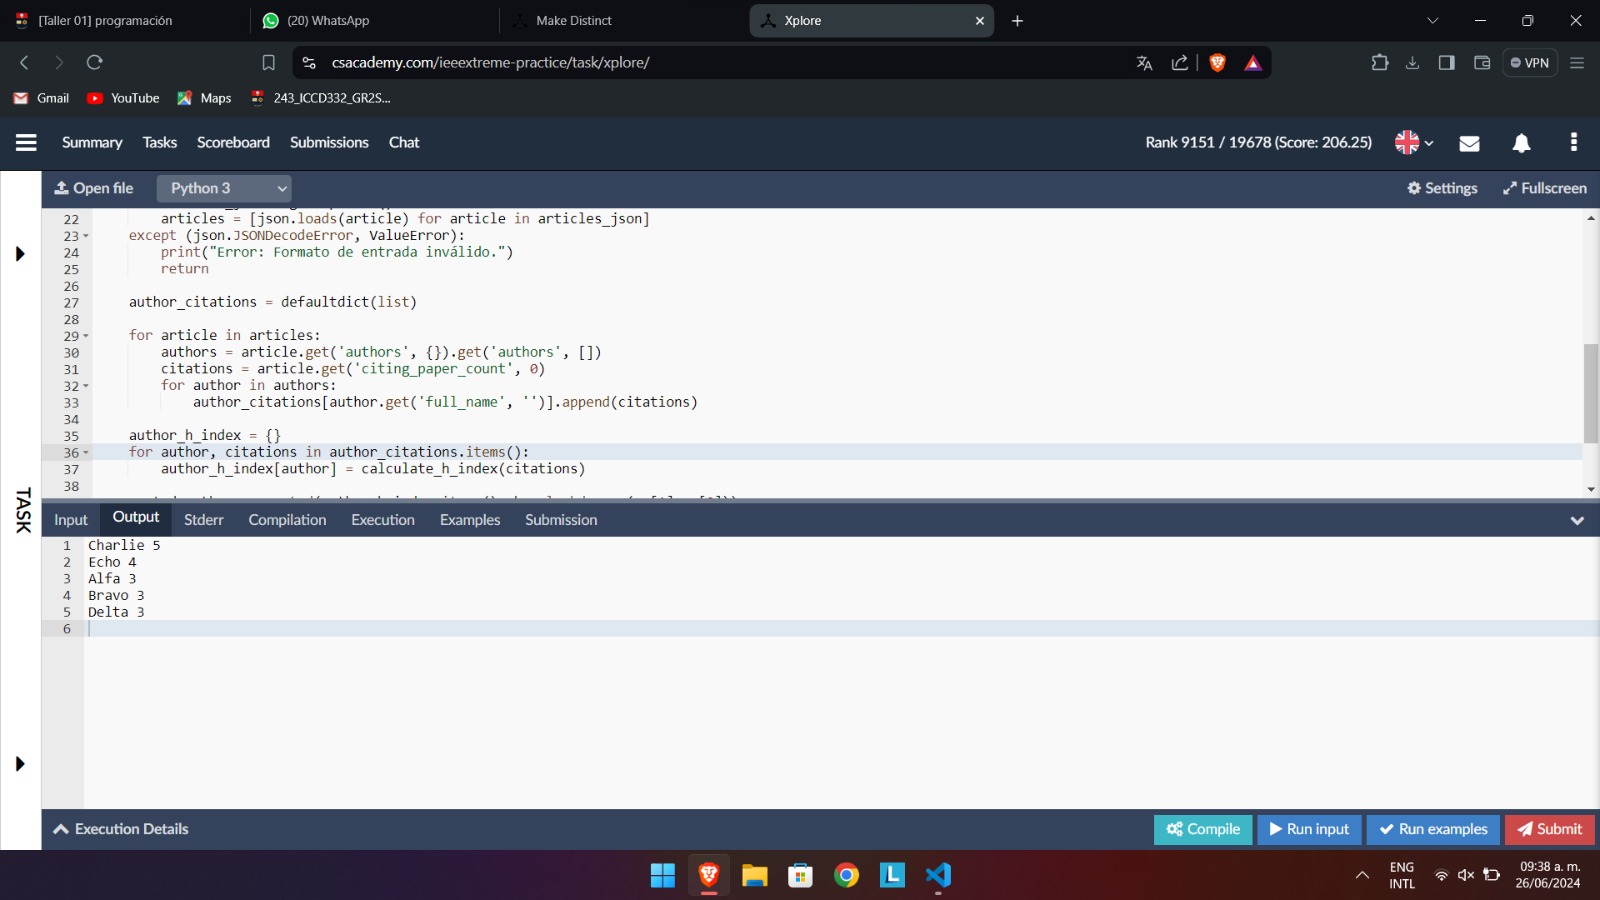 [Taller 01] programación
(20) WhatsApp
Make Distinct
Xplore
csacademy.com/ieeextreme-practice/task/xplore/
VPN
Gmail
YouTube
Maps
243_ICCD332_GR2S...
Summary
Tasks
Scoreboard
Submissions
Chat
Rank 9151 / 19678 (Score: 206.25)
Open file
Python 3
Settings
Fullscreen
22 articles = [json.loads(article) for article in articles_json]
23 except (json.JSONDecodeError, ValueError):
24 print("Error: Formato de entrada inválido.")
25 return
26
27 author_citations = defaultdict(list)
28
29 for article in articles:
30 authors = article.get('authors', {}).get('authors', [])
31 citations = article.get('citing_paper_count', 0)
32 for author in authors:
33 author_citations[author.get('full_name', '')].append(citations)
34
35 author_h_index = {}
36 for author, citations in author_citations.items():
37 author_h_index[author] = calculate_h_index(citations)
38
TASK
Input
Output
Stderr
Compilation
Execution
Examples
Submission
1 Charlie 5
2 Echo 4
3 Alfa 3
4 Bravo 3
5 Delta 3
6
Execution Details
Compile
Run input
Run examples
Submit
L
ENG
INTL
09:38 a. m.
26/06/2024